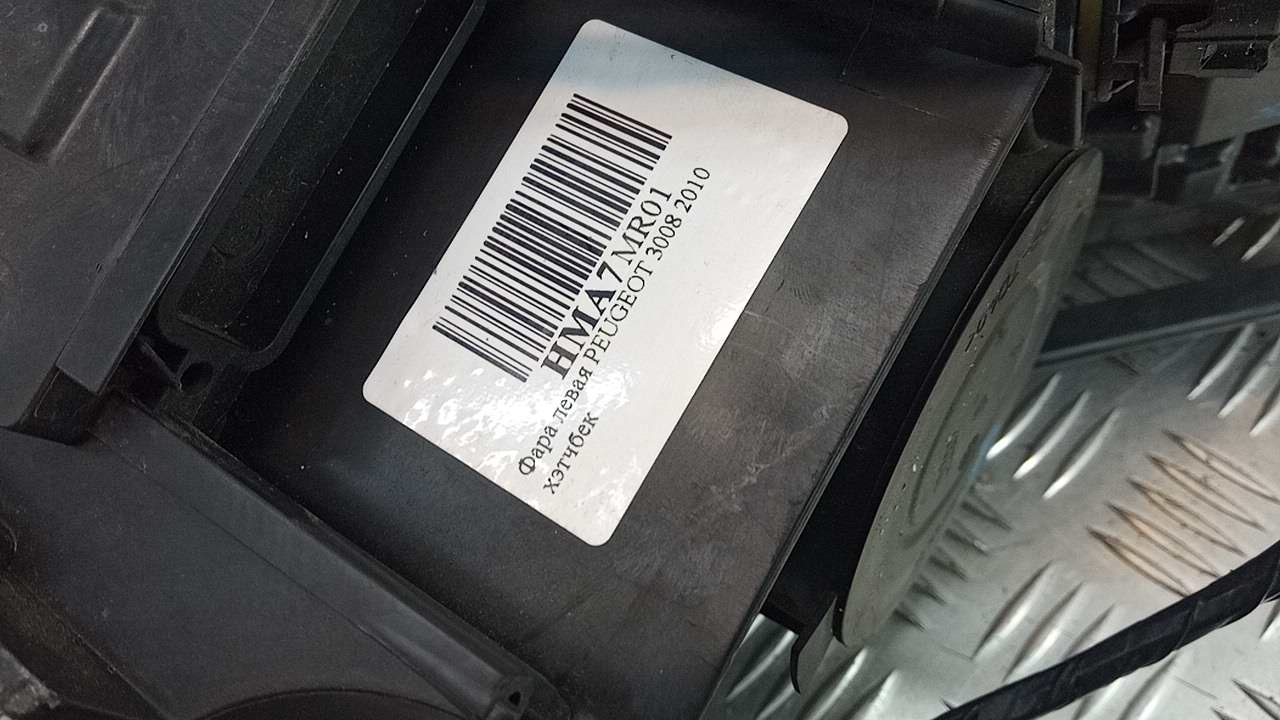 HMA7MR01
Фара левая PEUGEOT 3008 2010
хэтчбек